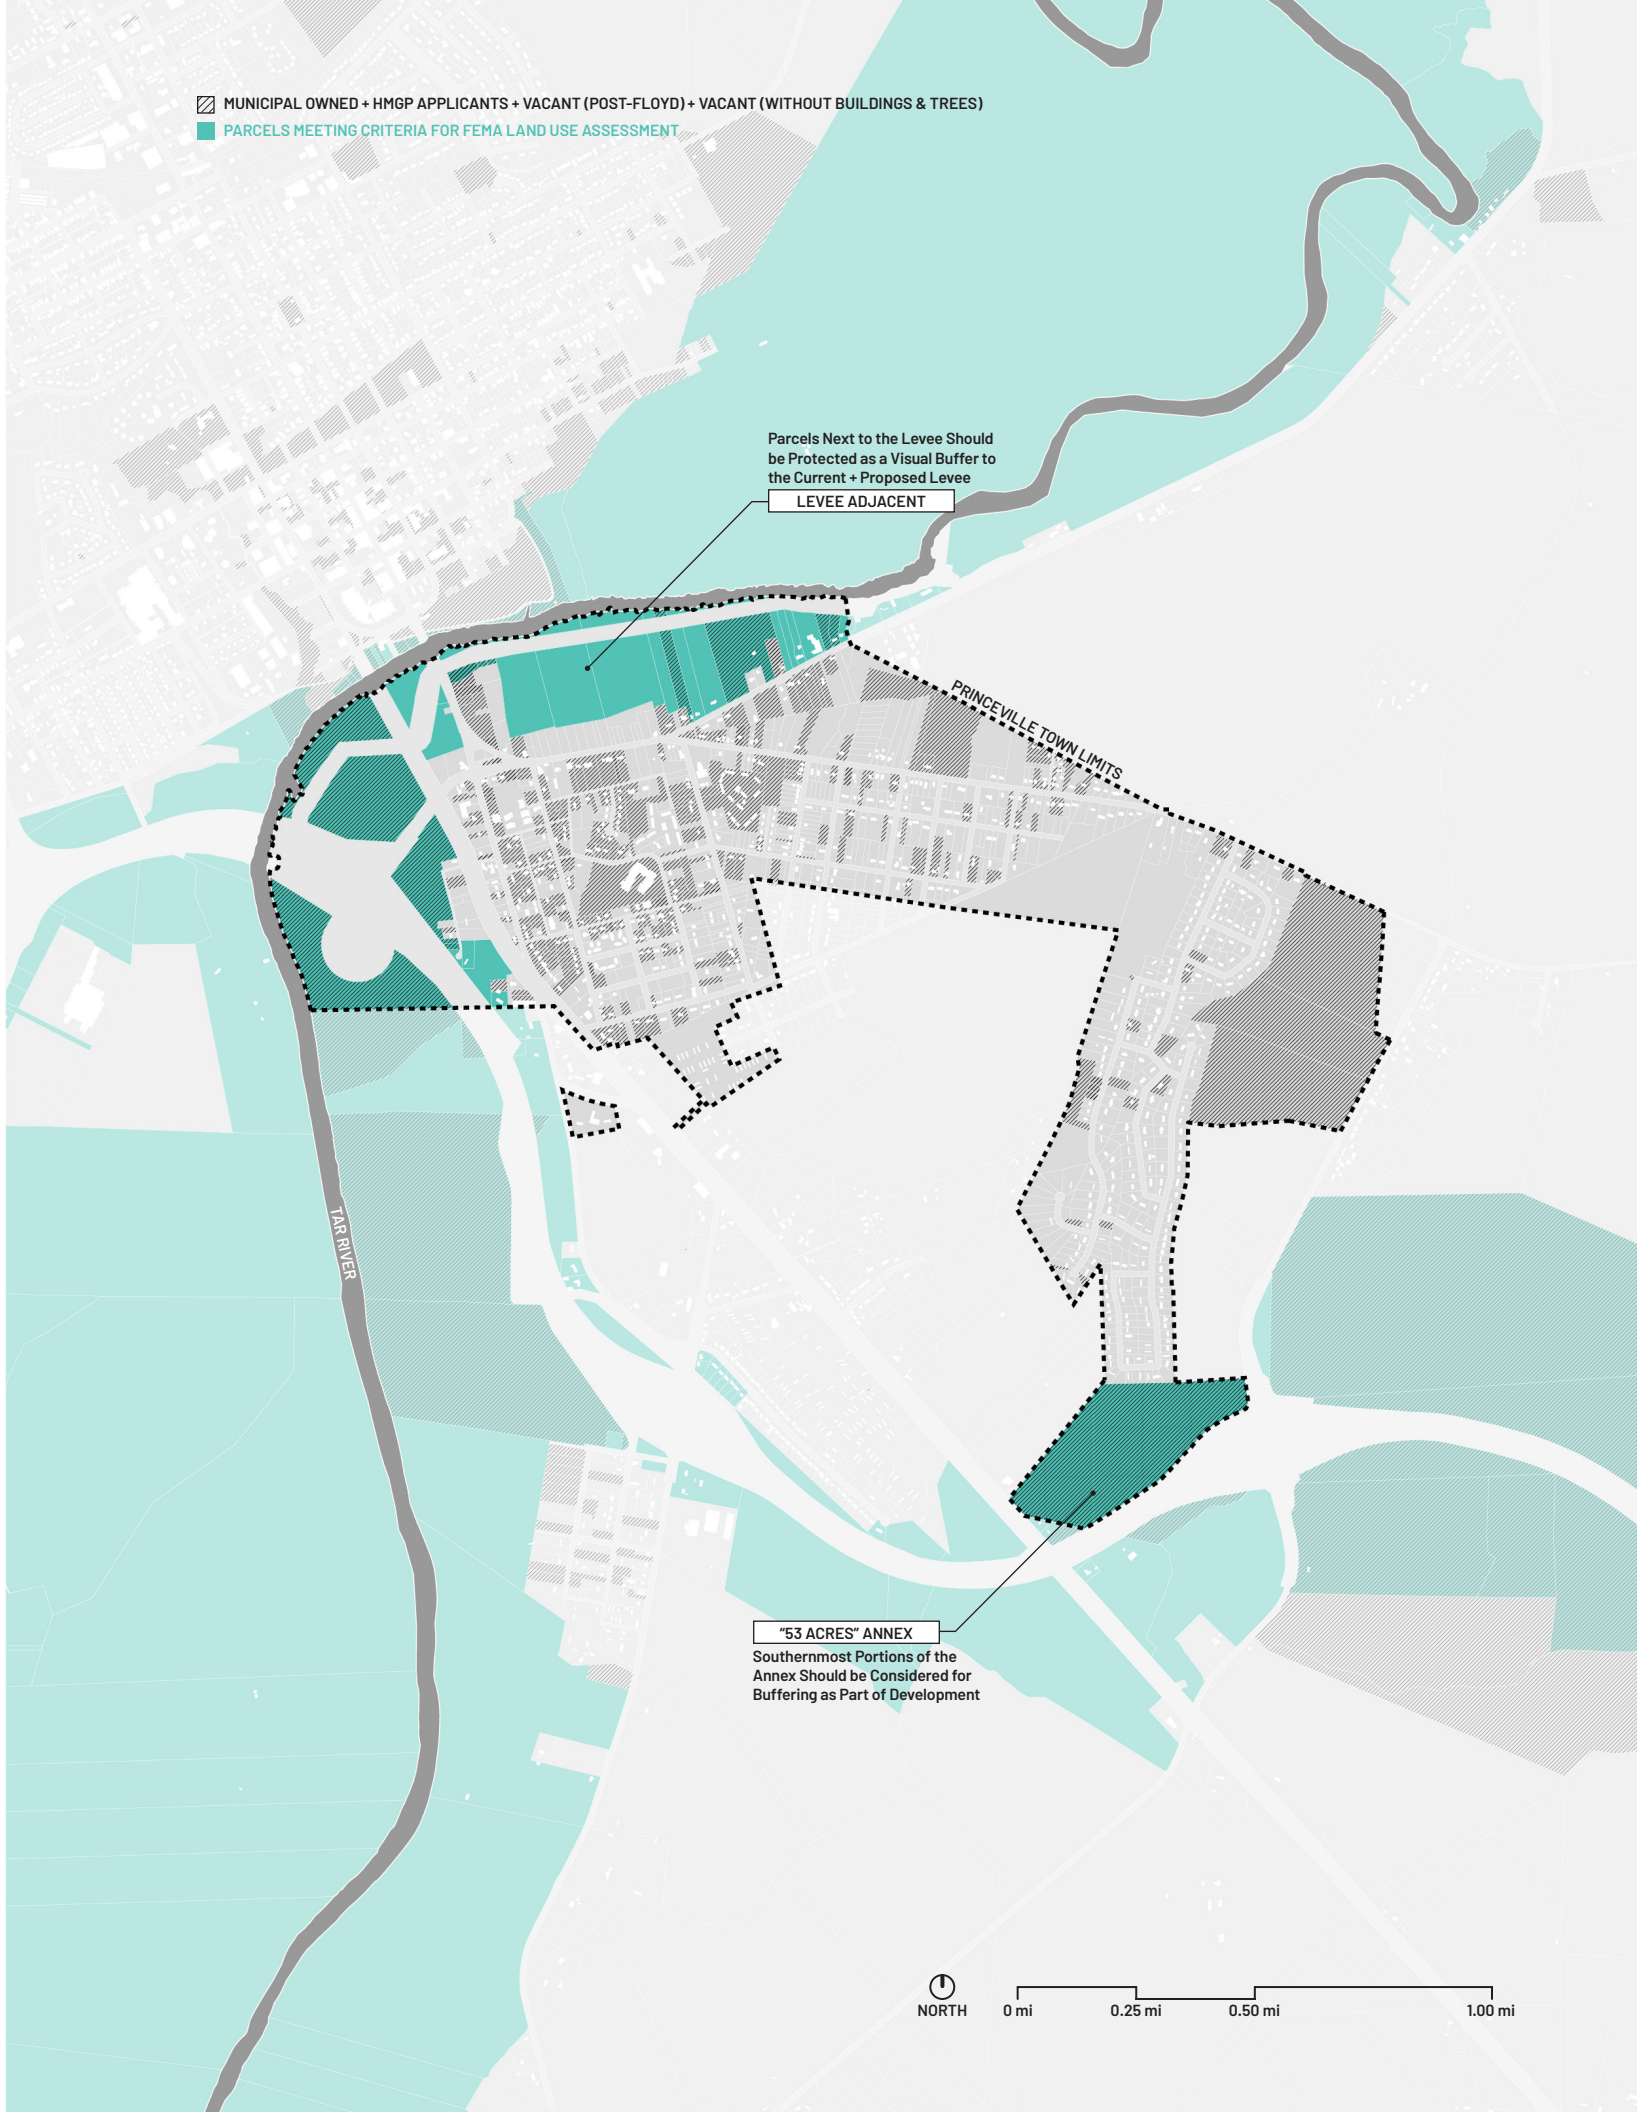 MUNICIPAL OWNED + HMGP APPLICANTS + VACANT (POST-FLOYD) + VACANT (WITHOUT BUILDINGS & TREES)
PARCELS MEETING CRITERIA FOR FEMA LAND USE ASSESSMENT
Parcels Next to the Levee Should
be Protected as a Visual Buffer to
the Current + Proposed Levee
LEVEE ADJACENT
PRINCEVILLE TOWN LIMITS
TAR RIVER
“53 ACRES” ANNEX
Southernmost Portions of the
Annex Should be Considered for
Buffering as Part of Development
NORTH
0 mi
0.25 mi
0.50 mi
1.00 mi